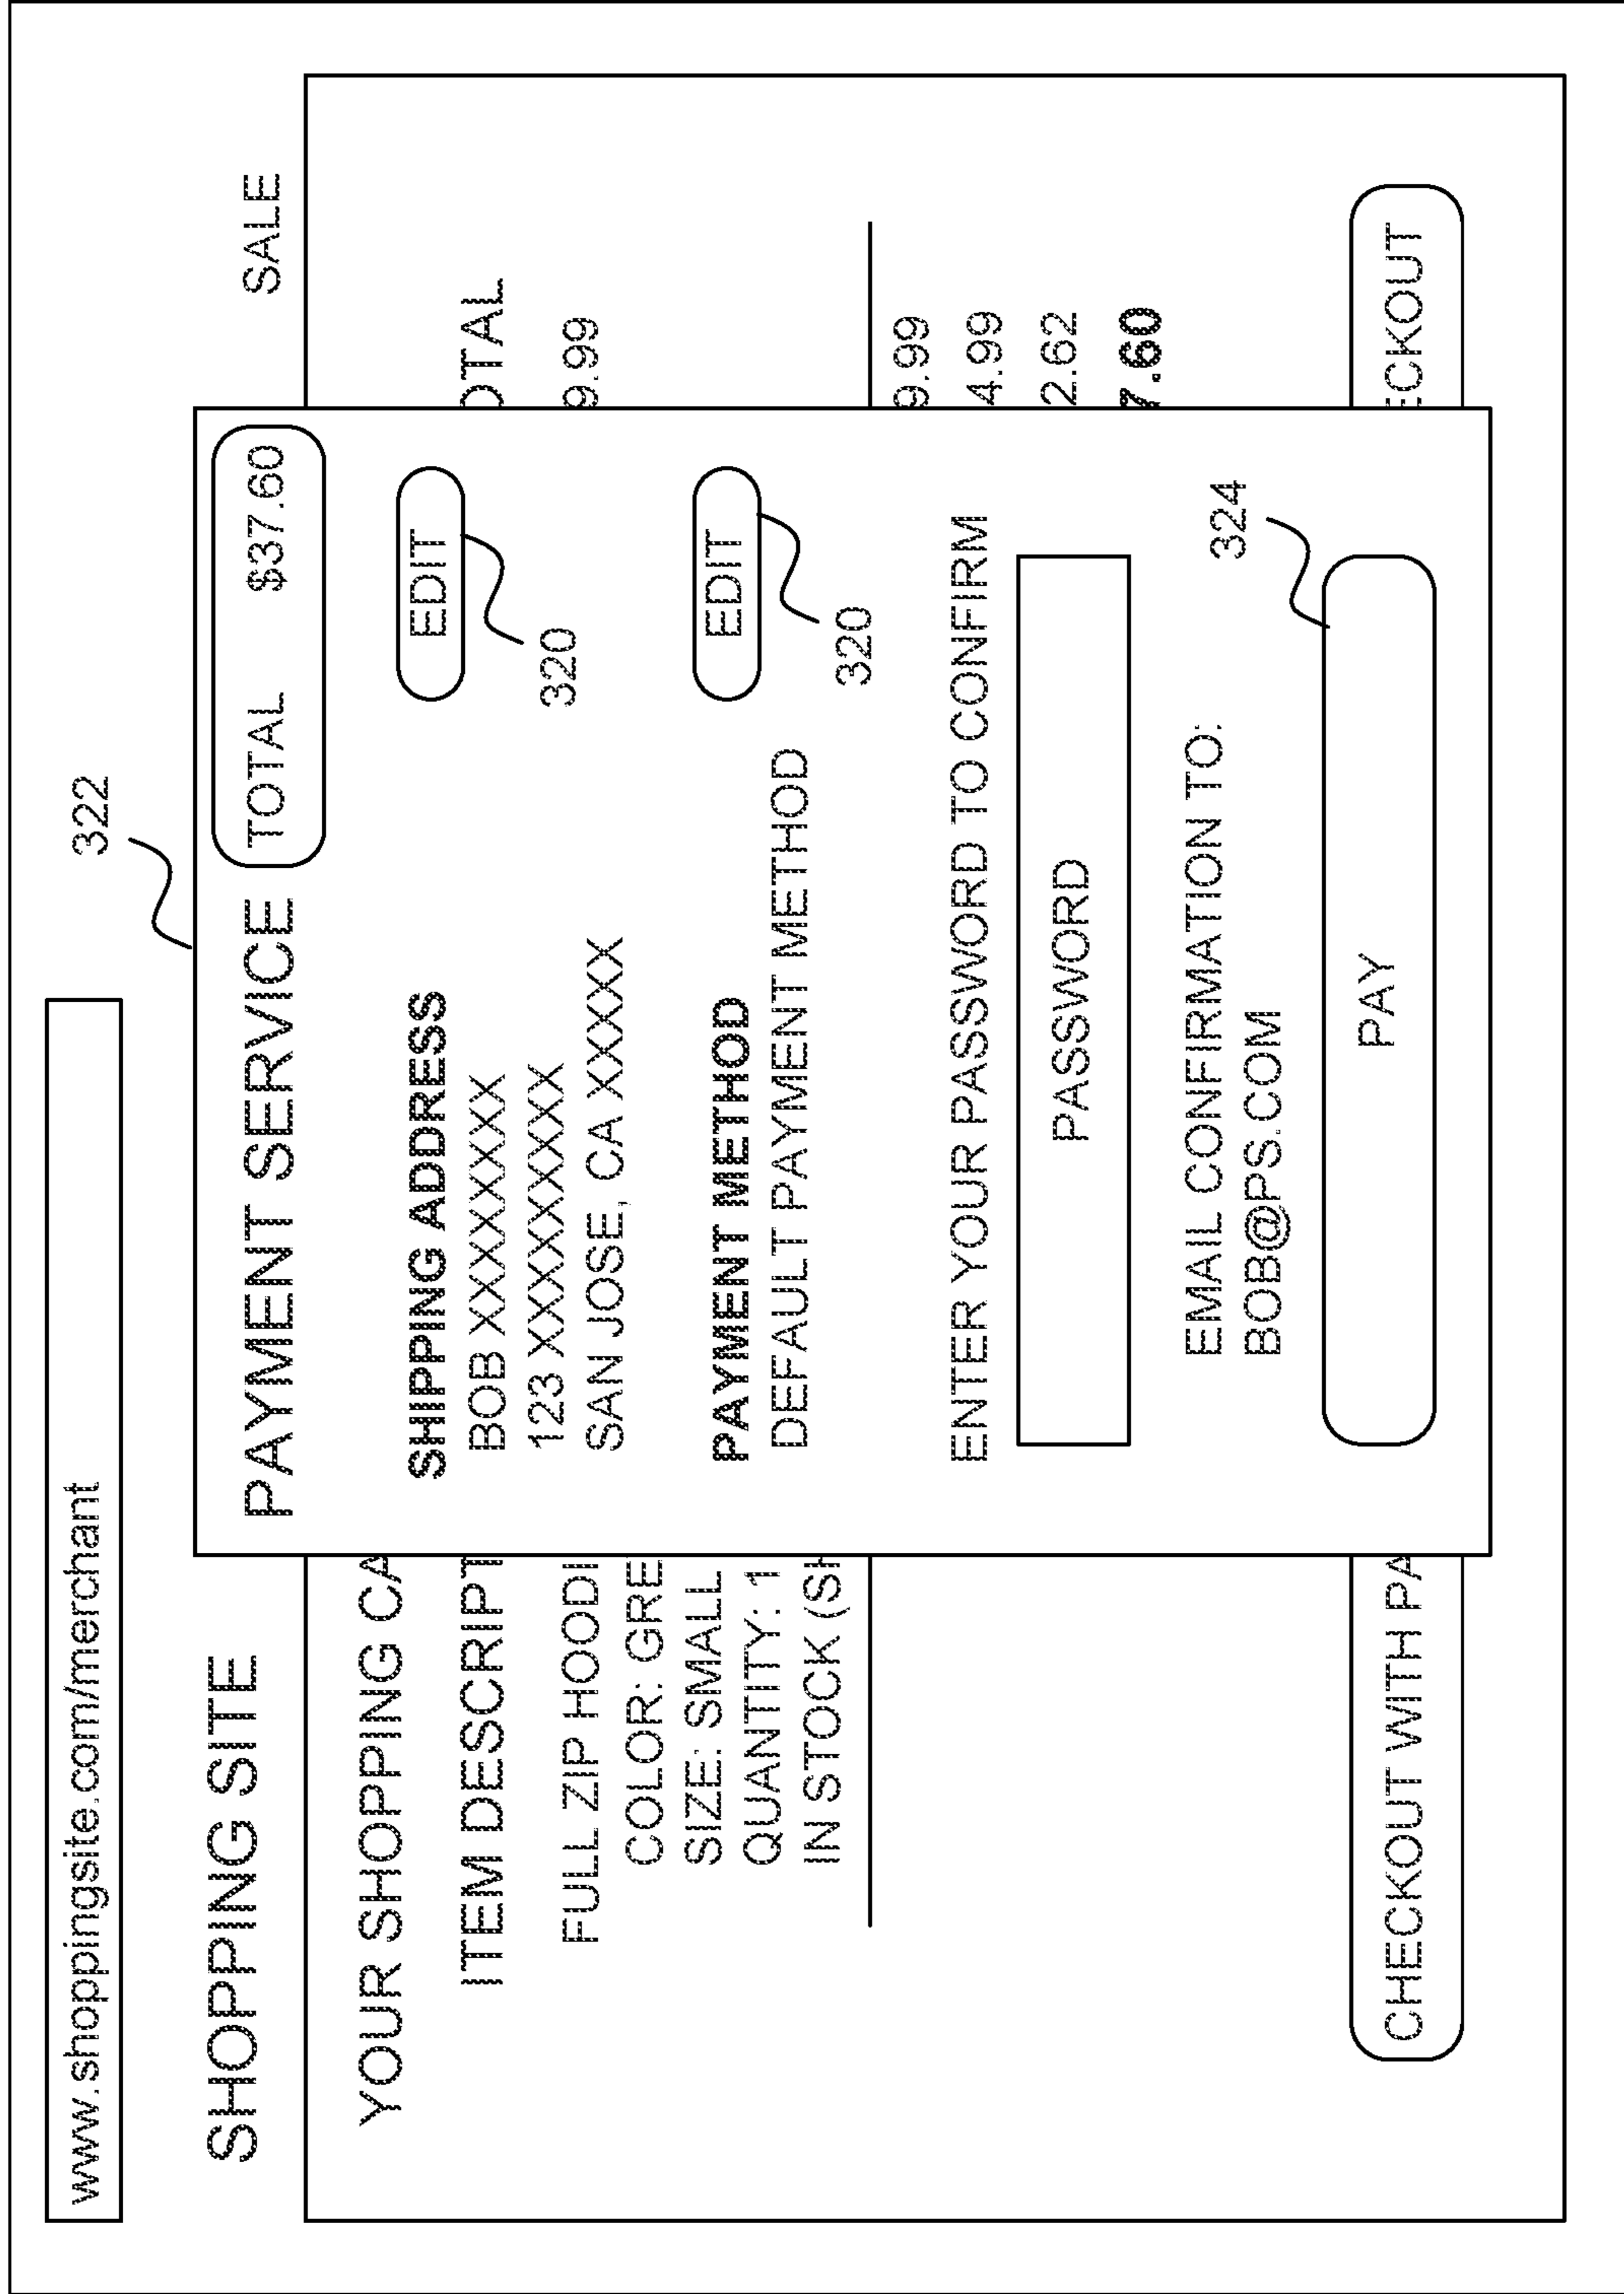 www.shoppingsite.com/merchant
322
SHOPPING SITE
SALE
PAYMENT SERVICE
TOTAL $37.60
YOUR SHOPPING CA
SHIPPING ADDRESS
EDIT
ITEM DESCRIPT
OTAL
BOB XXXXXXXXX
123 XXXXXXXXX
320
FULL ZIP HOODI
9.99
SAN JOSE, CA XXXXX
COLOR: GRE
SIZE: SMALL
PAYMENT METHOD
EDIT
QUANTITY: 1
DEFAULT PAYMENT METHOD
IN STOCK (SH
320
9.99
ENTER YOUR PASSWORD TO CONFIRM
4.99
PASSWORD
2.62
7.60
EMAIL CONFIRMATION TO:
324
BOB@PS.COM
PAY
CHECKOUT WITH PA
ECKOUT